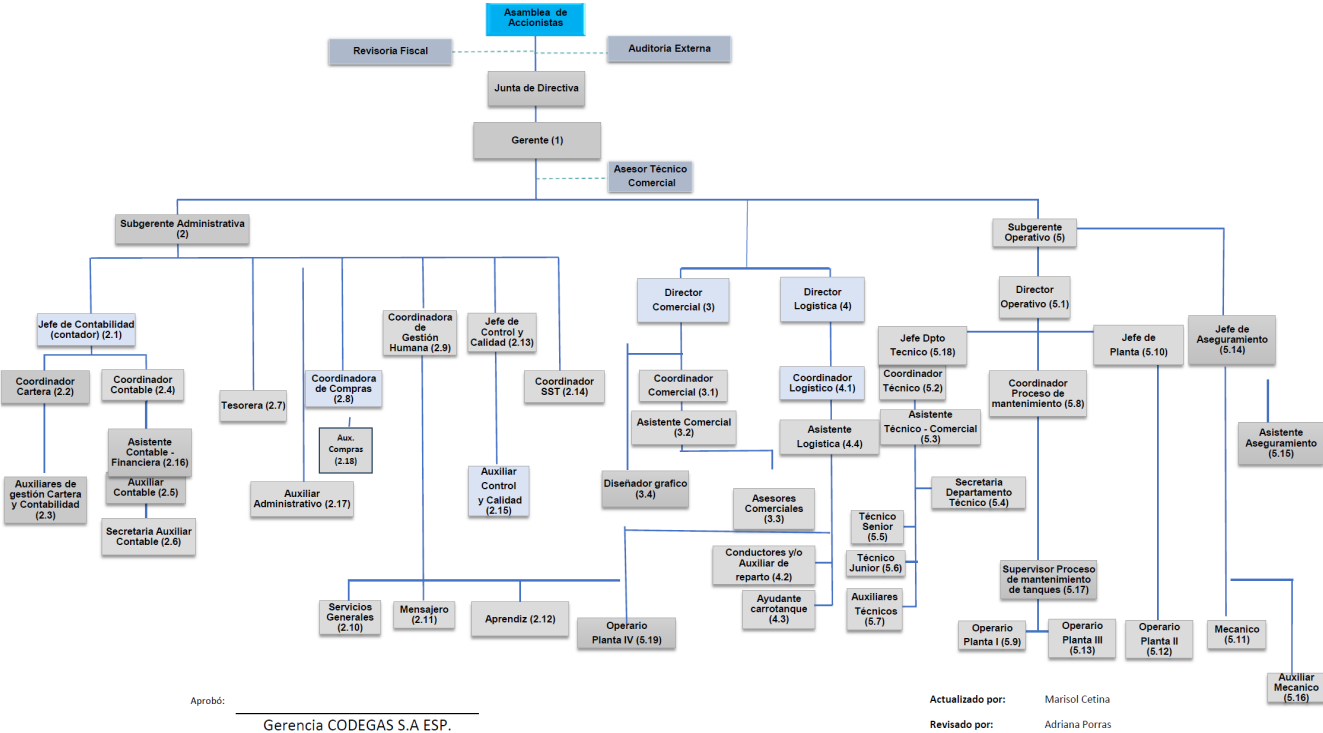 Asamblea de
Accionistas
Revisoria Fiscal
Auditoria Externa
Junta de Directiva
Gerente (1)
Asesor Técnico
Comercial
Subgerente Administrativa
(2)
Subgerente
Operativo (5)
Director
Comercial (3)
Director
Logística (4)
Director
Operativo (5.1)
Jefe de Contabilidad
(contador) (2.1)
Coordinadora
de
Gestión
Humana (2.9)
Jefe de
Control y
Calidad (2.13)
Jefe Dpto
Tecnico (5.18)
Jefe de
Planta (5.10)
Jefe de
Aseguramiento
(5.14)
Coordinador
Cartera (2.2)
Coordinador
Contable (2.4)
Tesorera (2.7)
Coordinadora
de Compras
(2.8)
Coordinador
SST (2.14)
Coordinador
Comercial (3.1)
Coordinador
Logistico (4.1)
Coordinador
Técnico (5.2)
Coordinador
Proceso de
mantenimiento
(5.8)
Asistente
Contable -
Financiera (2.16)
Aux.
Compras
(2.18)
Asistente Comercial
(3.2)
Asistente
Logística (4.4)
Asistente
Técnico - Comercial
(5.3)
Asistente
Aseguramiento
(5.15)
Auxiliares de
gestión Cartera
y Contabilidad
(2.3)
Auxiliar
Contable (2.5)
Auxiliar
Administrativo (2.17)
Auxiliar
Control
y Calidad
(2.15)
Diseñador grafico
(3.4)
Asesores
Comerciales
(3.3)
Secretaria
Departamento
Técnico (5.4)
Secretaria Auxiliar
Contable (2.6)
Técnico
Senior
(5.5)
Conductores y/o
Auxiliar de
reparto (4.2)
Técnico
Junior (5.6)
Supervisor Proceso
de mantenimiento
de tanques (5.17)
Servicios
Generales
(2.10)
Mensajero
(2.11)
Aprendiz (2.12)
Operario
Planta IV (5.19)
Ayudante
carrotanque
(4.3)
Auxiliares
Técnicos
(5.7)
Operario
Planta I (5.9)
Operario
Planta III
(5.13)
Operario
Planta II
(5.12)
Mecanico
(5.11)
Auxiliar
Mecanico
(5.16)
Aprobó:
Gerencia CODEGAS S.A ESP.
Actualizado por: Marisol Cetina
Revisado por: Adriana Porras